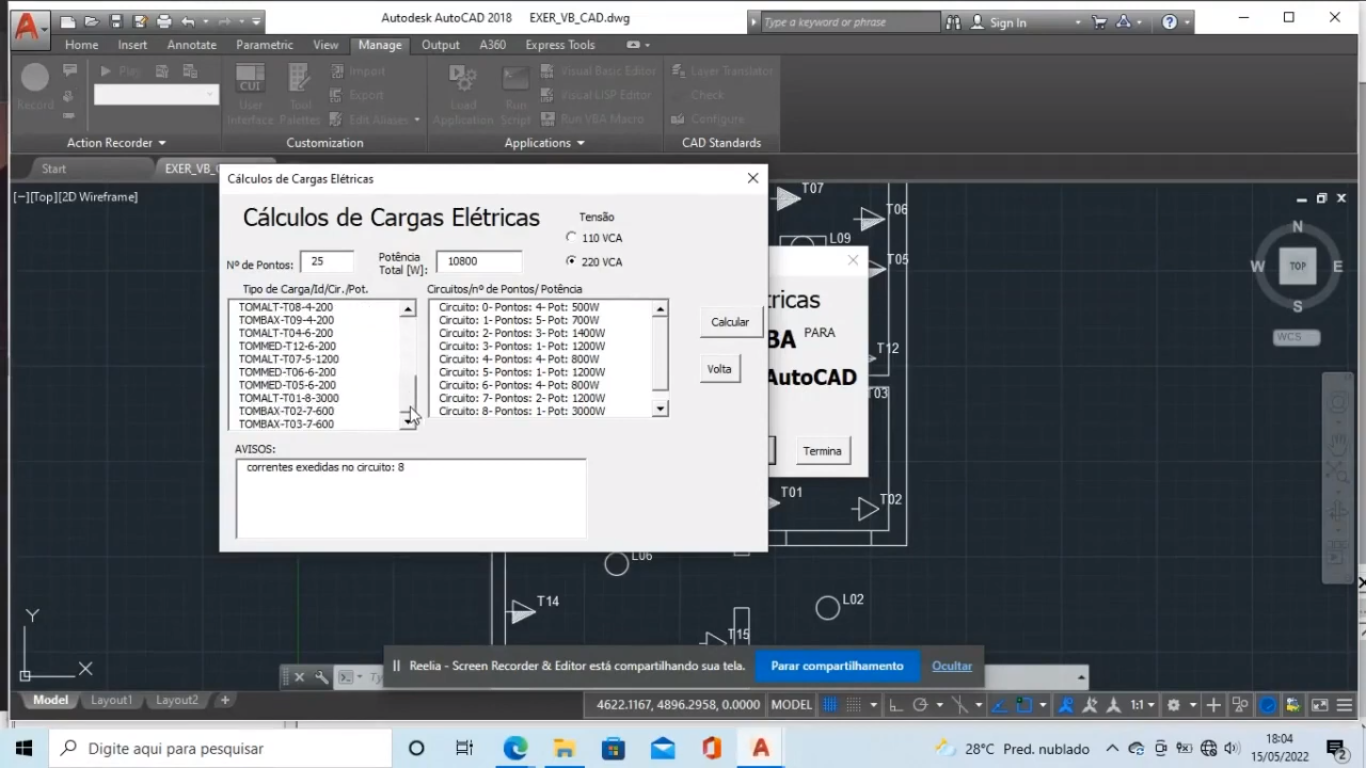 Autodesk AutoCAD 2018 EXER_VB_CAD.dwg
Type a keyword or phrase
Sign In
Home Insert Annotate Parametric View Manage Output A360 Express Tools
Record
Play
CUI
User Interface
Tool Palettes
Import
Export
Edit Aliases
Load Application
Run Script
Visual Basic Editor
Visual LISP Editor
Run VBA Macro
Layer Translator
Check
Configure
Action Recorder
Customization
Applications
CAD Standards
Start
EXER_VB_C
[−][Top][2D Wireframe]
Cálculos de Cargas Elétricas
Cálculos de Cargas Elétricas
Tensão
110 VCA
220 VCA
Nº de Pontos: 25
Potência Total [W]: 10800
Tipo de Carga/Id/Cir./Pot.
TOMALT-T08-4-200
TOMBAX-T09-4-200
TOMALT-T04-6-200
TOMMED-T12-6-200
TOMALT-T07-5-1200
TOMMED-T06-6-200
TOMMED-T05-6-200
TOMALT-T01-8-3000
TOMBAX-T02-7-600
TOMBAX-T03-7-600
Circuitos/nº de Pontos/ Potência
Circuito: 0- Pontos: 4- Pot: 500W
Circuito: 1- Pontos: 5- Pot: 700W
Circuito: 2- Pontos: 3- Pot: 1400W
Circuito: 3- Pontos: 1- Pot: 1200W
Circuito: 4- Pontos: 4- Pot: 800W
Circuito: 5- Pontos: 1- Pot: 1200W
Circuito: 6- Pontos: 4- Pot: 800W
Circuito: 7- Pontos: 2- Pot: 1200W
Circuito: 8- Pontos: 1- Pot: 3000W
Calcular
Volta
AVISOS:
correntes exedidas no circuito: 8
tricas
BA PARA
AutoCAD
Termina
T07
T06
L09
T05
T12
T03
T01
T02
L06
L02
T14
T15
N
W TOP E
S
WCS
Y
X
Reelia - Screen Recorder & Editor está compartilhando sua tela.
Parar compartilhamento
Ocultar
Ty
Model Layout1 Layout2 +
4622.1167, 4896.2958, 0.0000 MODEL
1:1
Digite aqui para pesquisar
28°C Pred. nublado
18:04
15/05/2022
2